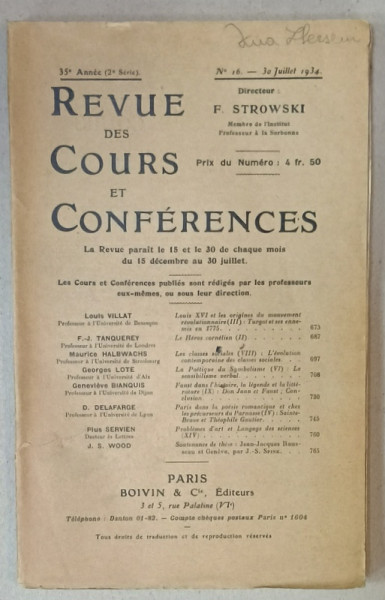 35e Année (2e Série).
No 16. — 30 Juillet 1934.
REVUE
DES
COURS
ET
CONFÉRENCES
Directeur :
F. STROWSKI
Membre de l'Institut
Professeur à la Sorbonne
Prix du Numéro : 4 fr. 50
La Revue paraît le 15 et le 30 de chaque mois
du 15 décembre au 30 juillet.
Les Cours et Conférences publiés sont rédigés par les professeurs
eux-mêmes, ou sous leur direction.
Louis VILLAT
Professeur à l'Université de Besançon
Louis XVI et les origines du mouvement
révolutionnaire (III) : Turgot et ses enne-
mis en 1775. 673
F.-J. TANQUEREY
Professeur à l'Université de Londres
Le Héros cornélien (II) 687
Maurice HALBWACHS
Professeur à l'Université de Strasbourg
Les classes sociales (VIII) : L'évolution
contemporaine des classes sociales. 697
Georges LOTE
Professeur à l'Université d'Aix
La Poétique du Symbolisme (VI) : Le
sensibilisme verbal 708
Geneviève BIANQUIS
Professeur à l'Université de Dijon
Faust dans l'histoire, la légende et la litté-
rature (IX) : Don Juan et Faust ; Con-
clusion
D. DELAFARGE
Professeur à l'Université de Lyon
Paris dans la poésie romantique et chez
les précurseurs du Parnasse (IV) : Sainte-
Beuve et Théophile Gautier. 745
Pius SERVIEN
Docteur ès Lettres
Problèmes d'art et Langage des sciences
(XIV)
J. S. WOOD
Soutenance de thèse : Jean-Jacques Rous-
seau et Genève, par J.-S. 765
PARIS
BOIVIN & Cie, Éditeurs
3 et 5, rue Palatine (VIe)
Téléphone : Danton 01-62. — Compte chèques postaux Paris no 1604
Tous droits de traduction et de reproduction réservés